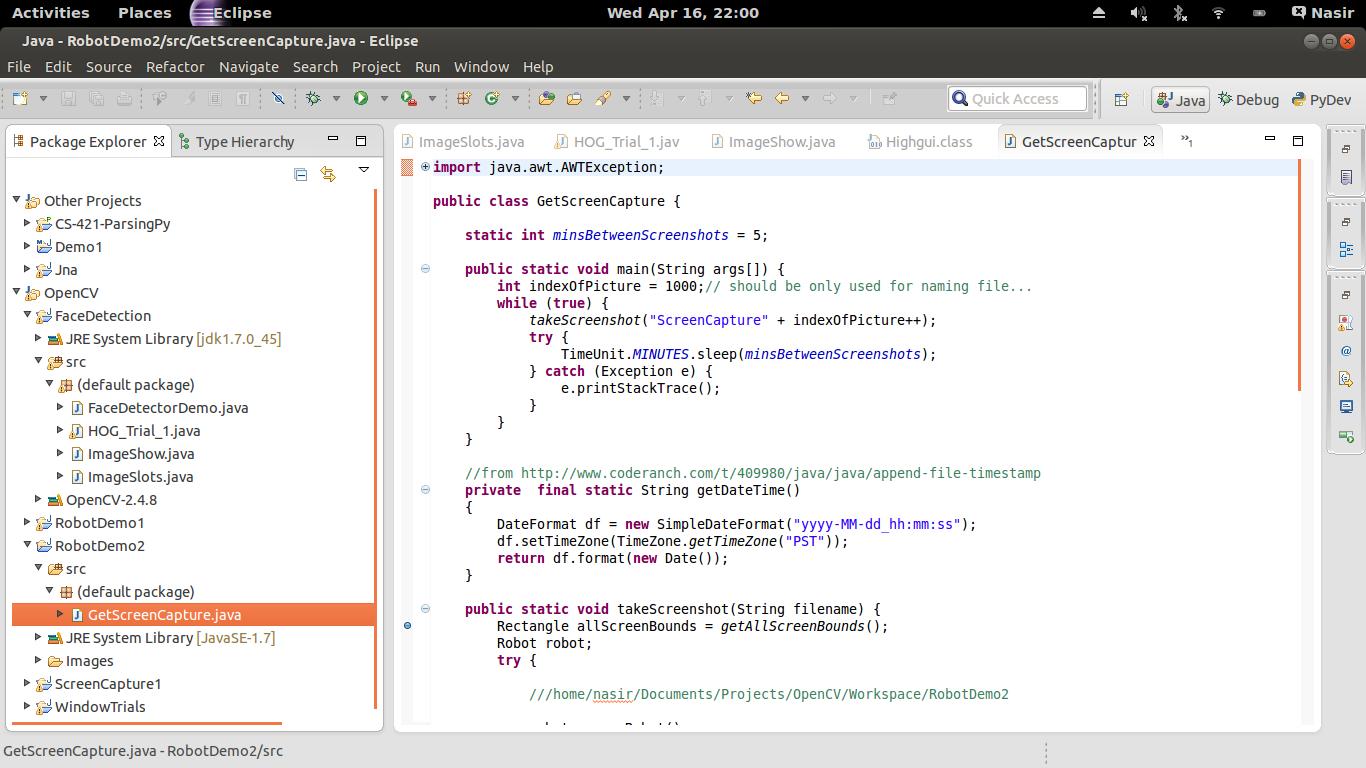 Activities Places Eclipse Wed Apr 16, 22:00 Nasir
Java - RobotDemo2/src/GetScreenCapture.java - Eclipse
File Edit Source Refactor Navigate Search Project Run Window Help
Quick Access Java Debug PyDev
Package Explorer Type Hierarchy
Other Projects
CS-421-ParsingPy
Demo1
Jna
OpenCV
FaceDetection
JRE System Library [jdk1.7.0_45]
src
(default package)
FaceDetectorDemo.java
HOG_Trial_1.java
ImageShow.java
ImageSlots.java
OpenCV-2.4.8
RobotDemo1
RobotDemo2
src
(default package)
GetScreenCapture.java
JRE System Library [JavaSE-1.7]
Images
ScreenCapture1
WindowTrials
ImageSlots.java HOG_Trial_1.jav ImageShow.java Highgui.class GetScreenCaptur »1
import java.awt.AWTException;
public class GetScreenCapture {
static int minsBetweenScreenshots = 5;
public static void main(String args[]) {
int indexOfPicture = 1000;// should be only used for naming file...
while (true) {
takeScreenshot("ScreenCapture" + indexOfPicture++);
try {
TimeUnit.MINUTES.sleep(minsBetweenScreenshots);
} catch (Exception e) {
e.printStackTrace();
}
}
}
//from http://www.coderanch.com/t/409980/java/java/append-file-timestamp
private  final static String getDateTime()
{
DateFormat df = new SimpleDateFormat("yyyy-MM-dd_hh:mm:ss");
df.setTimeZone(TimeZone.getTimeZone("PST"));
return df.format(new Date());
}
public static void takeScreenshot(String filename) {
Rectangle allScreenBounds = getAllScreenBounds();
Robot robot;
try {
///home/nasir/Documents/Projects/OpenCV/Workspace/RobotDemo2
GetScreenCapture.java - RobotDemo2/src